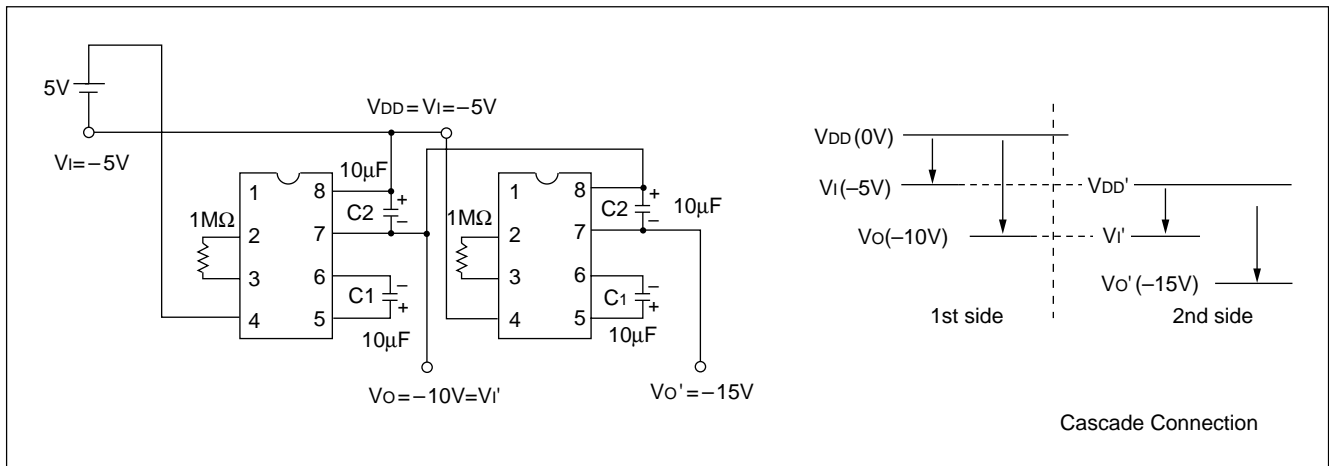 5V
VI=−5V
VDD=VI=−5V
1 8
2 7
3 6
4 5
1MΩ
10μF
C2
+
−
C1
−
+
10μF
VO=−10V=VI'
1 8
2 7
3 6
4 5
1MΩ
+
C2
−
10μF
−
C1
+
10μF
VO'=−15V
VDD(0V)
VI(−5V) VDD'
VO(−10V) VI'
VO'(−15V)
1st side 2nd side
Cascade Connection